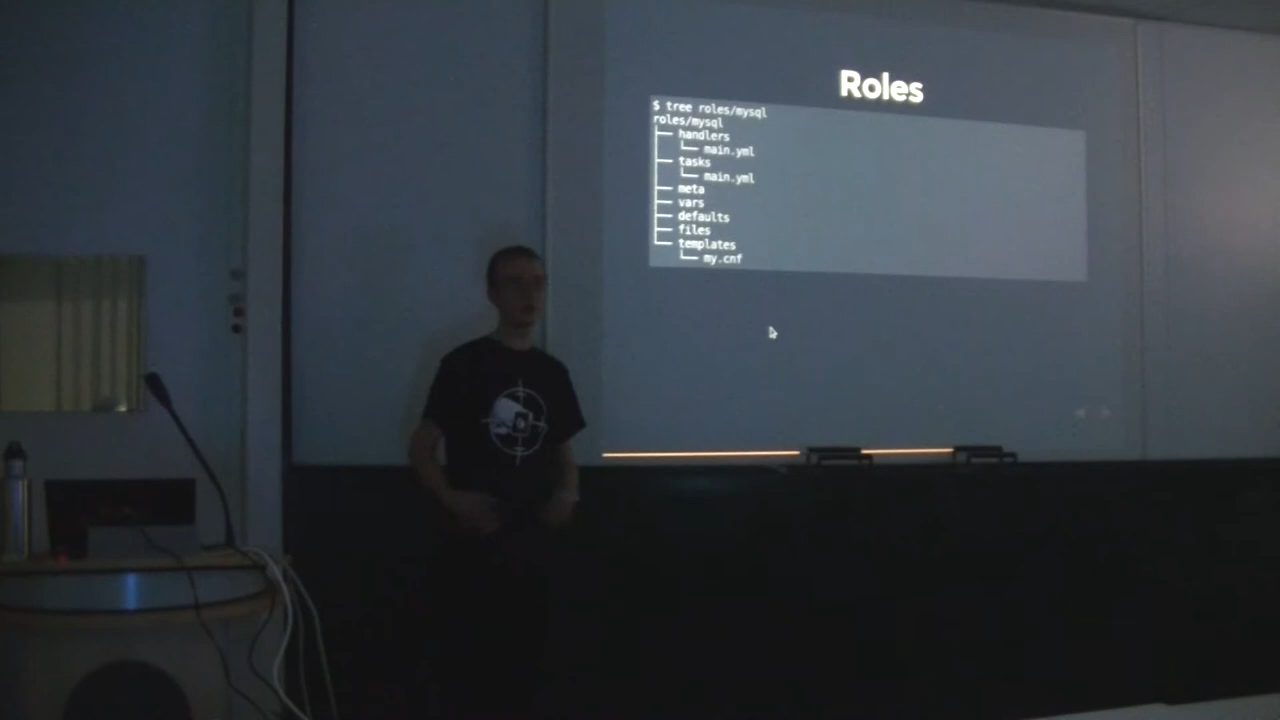 Roles
$ tree roles/mysql
roles/mysql
├── handlers
│   └── main.yml
├── tasks
│   └── main.yml
├── meta
├── vars
├── defaults
├── files
└── templates
    └── my.cnf